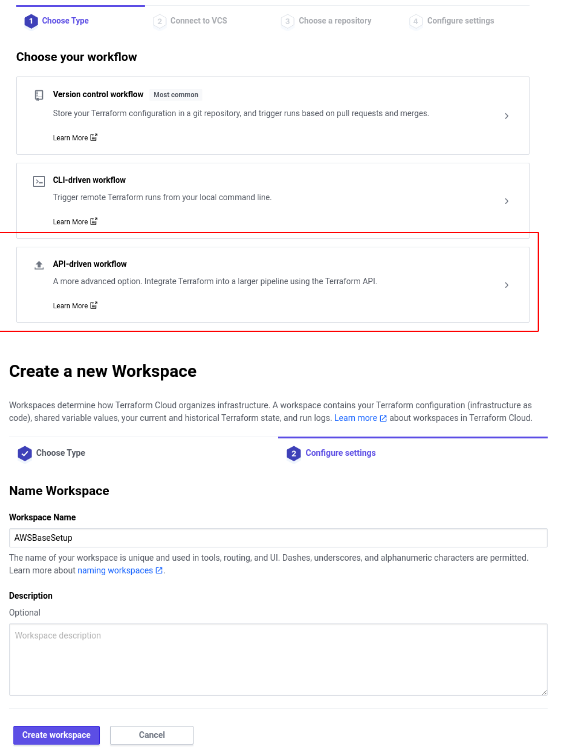 1 Choose Type 2 Connect to VCS 3 Choose a repository 4 Configure settings
Choose your workflow
Version control workflow Most common
Store your Terraform configuration in a git repository, and trigger runs based on pull requests and merges.
Learn More
CLI-driven workflow
Trigger remote Terraform runs from your local command line.
Learn More
API-driven workflow
A more advanced option. Integrate Terraform into a larger pipeline using the Terraform API.
Learn More
Create a new Workspace
Workspaces determine how Terraform Cloud organizes infrastructure. A workspace contains your Terraform configuration (infrastructure as
code), shared variable values, your current and historical Terraform state, and run logs. Learn more about workspaces in Terraform Cloud.
Choose Type 2 Configure settings
Name Workspace
Workspace Name
AWSBaseSetup
The name of your workspace is unique and used in tools, routing, and UI. Dashes, underscores, and alphanumeric characters are permitted.
Learn more about naming workspaces .
Description
Optional
Workspace description
Create workspace Cancel